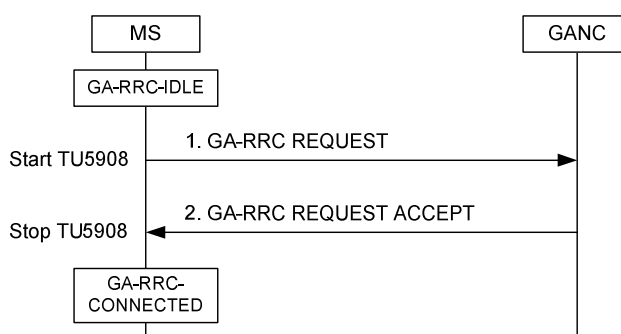 MS
GANC
GA-RRC-IDLE
1. GA-RRC REQUEST
Start TU5908
2. GA-RRC REQUEST ACCEPT
Stop TU5908
GA-RRC-
CONNECTED